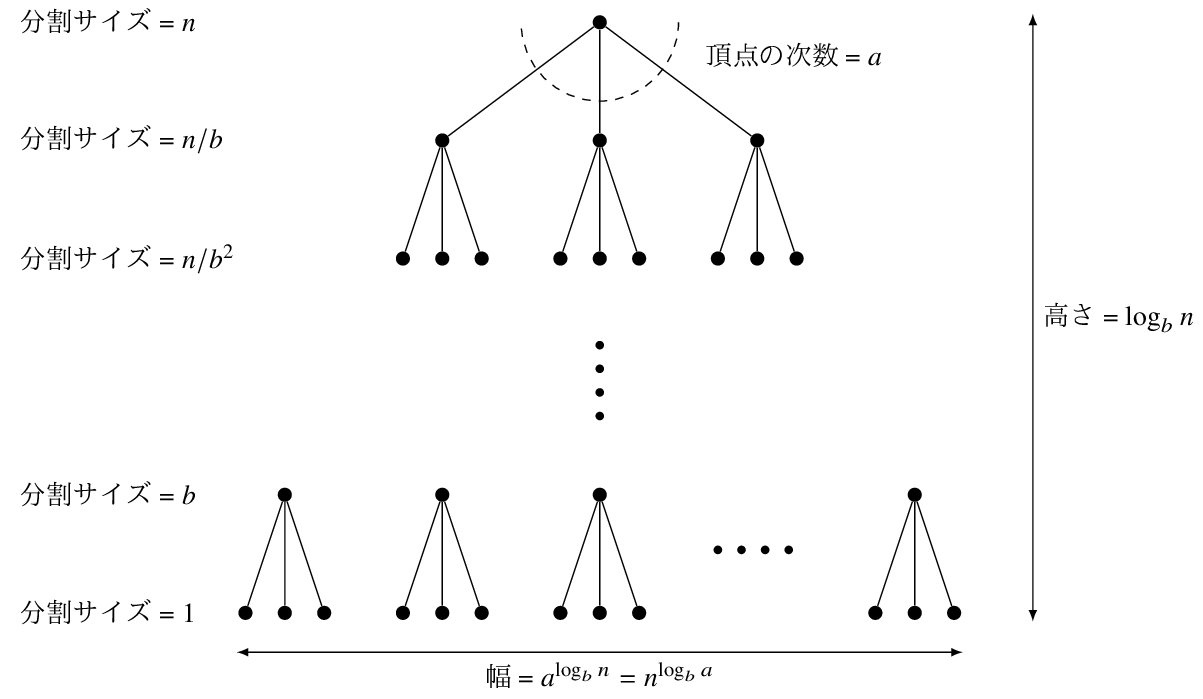 分割サイズ = n
頂点の次数 = a
分割サイズ = n/b
分割サイズ = n/b²
高さ = log_b n
分割サイズ = b
分割サイズ = 1
幅 = a^{log_b n} = n^{log_b a}